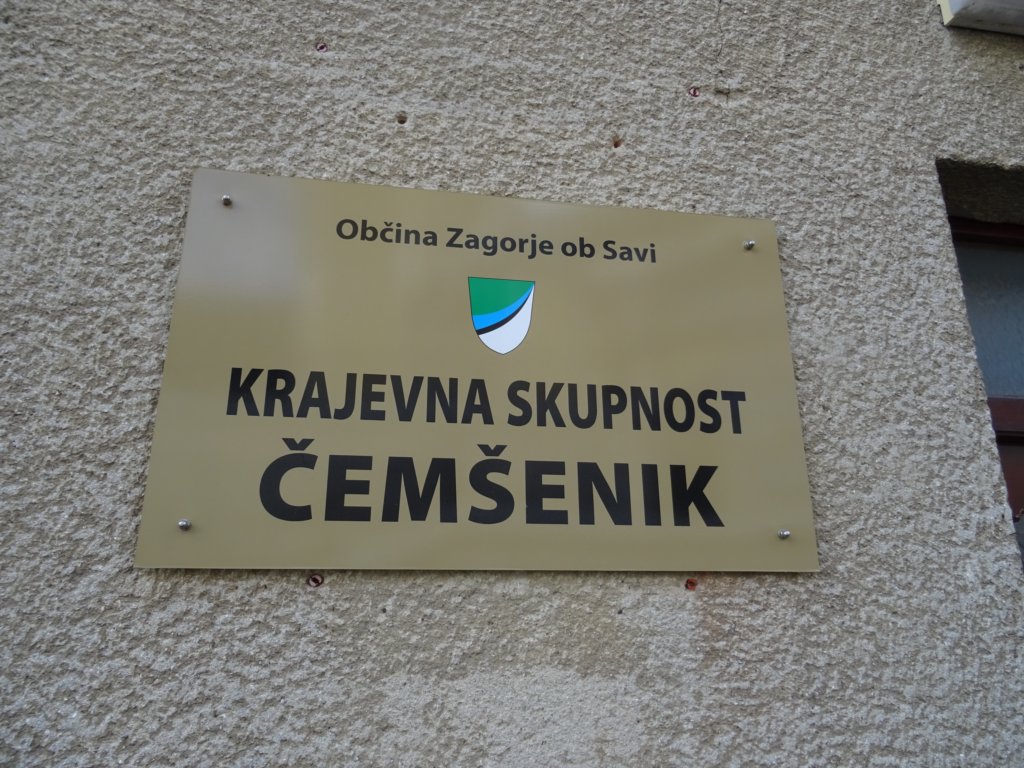 Občina Zagorje ob Savi
KRAJEVNA SKUPNOST
ČEMŠENIK